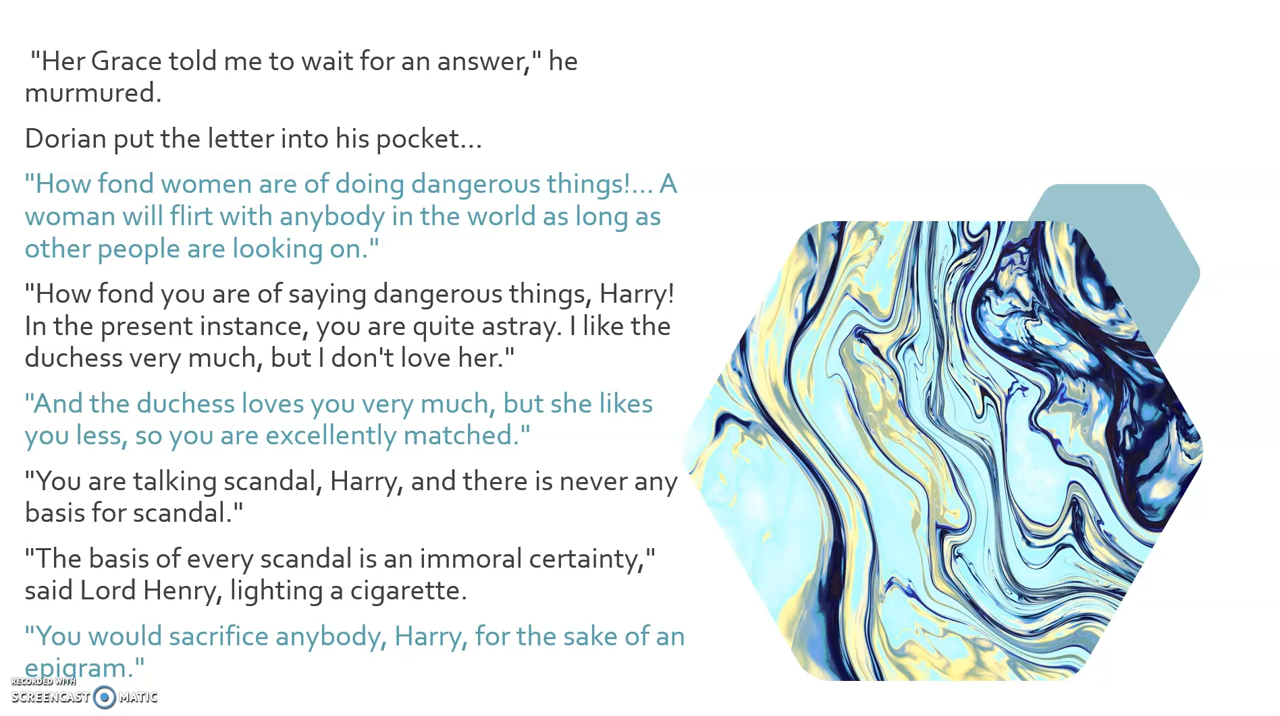 "Her Grace told me to wait for an answer," he
murmured.
Dorian put the letter into his pocket...
"How fond women are of doing dangerous things!... A
woman will flirt with anybody in the world as long as
other people are looking on."
"How fond you are of saying dangerous things, Harry!
In the present instance, you are quite astray. I like the
duchess very much, but I don't love her."
"And the duchess loves you very much, but she likes
you less, so you are excellently matched."
"You are talking scandal, Harry, and there is never any
basis for scandal."
"The basis of every scandal is an immoral certainty,"
said Lord Henry, lighting a cigarette.
"You would sacrifice anybody, Harry, for the sake of an
epigram."
RECORDED WITH
SCREENCAST MATIC